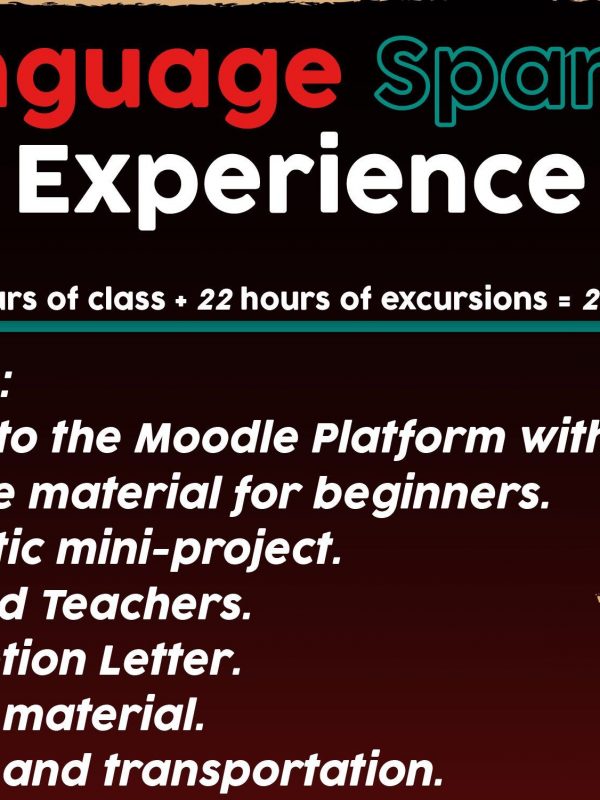 nguage Span
Experience
urs of class + 22 hours of excursions = 2
:
to the Moodle Platform with
e material for beginners.
tic mini-project.
d Teachers.
tion Letter.
material.
and transportation.